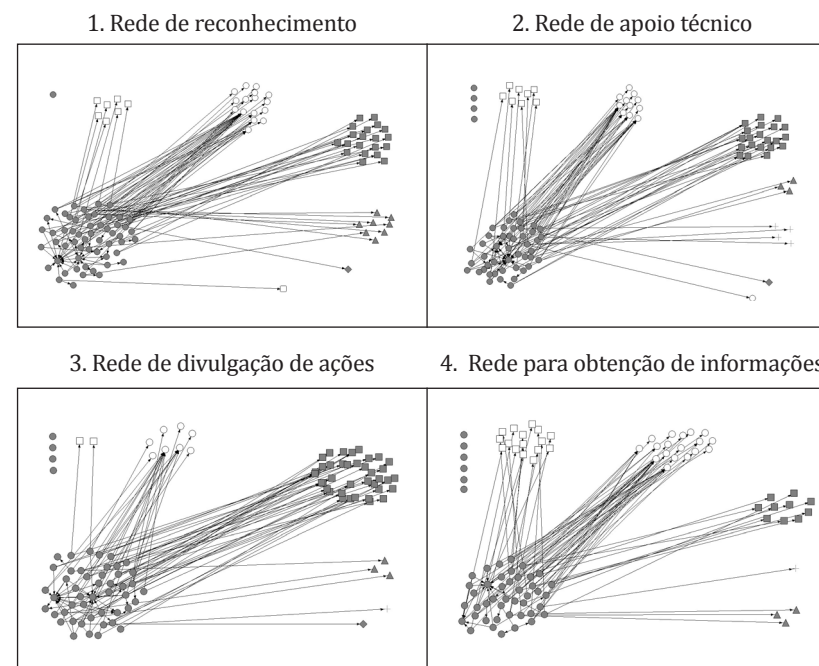 1. Rede de reconhecimento
2. Rede de apoio técnico
3. Rede de divulgação de ações
4. Rede para obtenção de informações